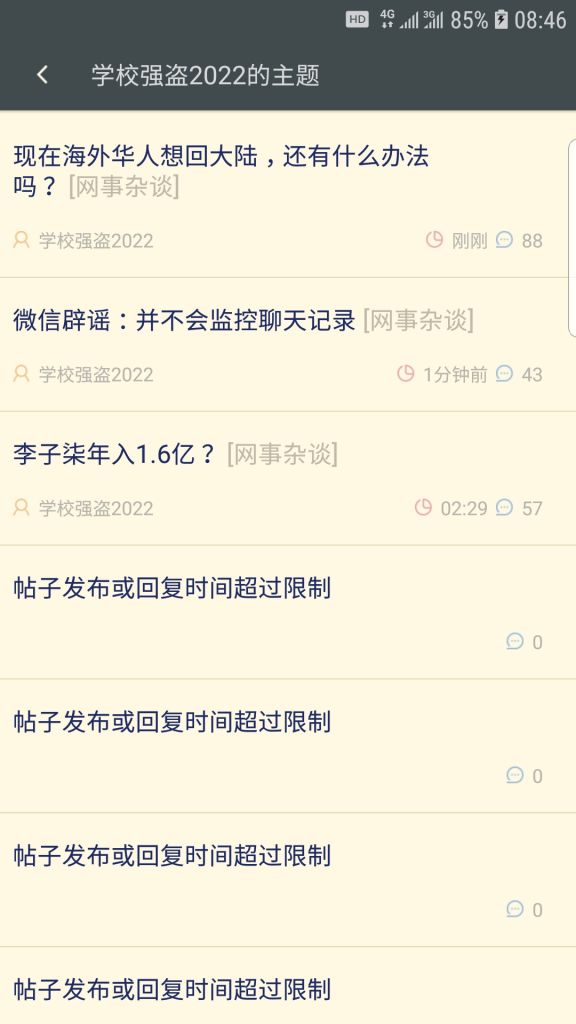 HD 4G 3G 85% 08:46
学校强盗2022的主题
现在海外华人想回大陆，还有什么办法
吗？ [网事杂谈]
学校强盗2022 刚刚 88
微信辟谣：并不会监控聊天记录 [网事杂谈]
学校强盗2022 1分钟前 43
李子柒年入1.6亿？ [网事杂谈]
学校强盗2022 02:29 57
帖子发布或回复时间超过限制
0
帖子发布或回复时间超过限制
0
帖子发布或回复时间超过限制
0
帖子发布或回复时间超过限制